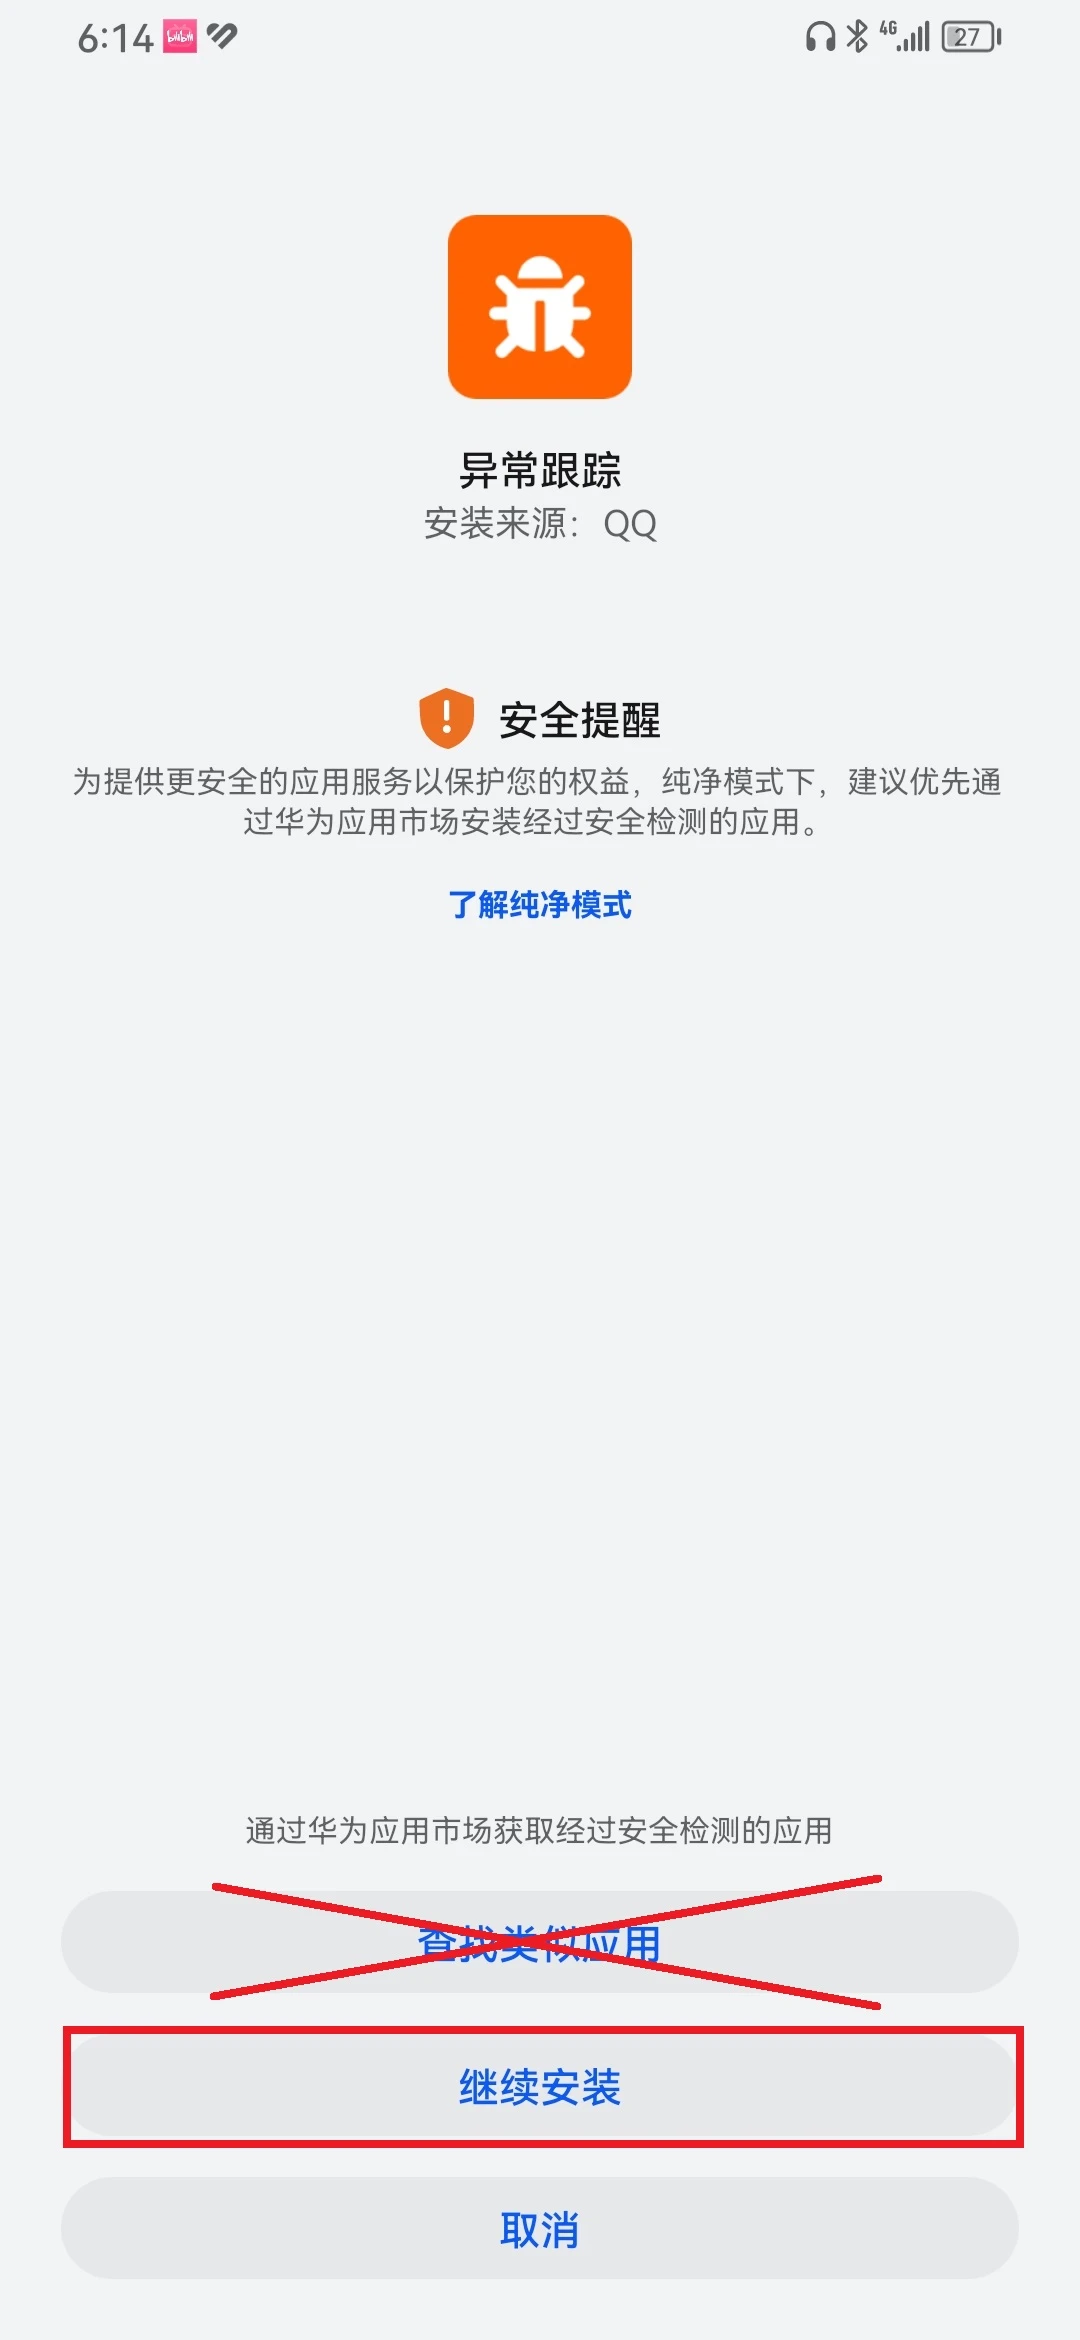 6:14 bilibili 4G 27
异常跟踪
安装来源：QQ
安全提醒
为提供更安全的应用服务以保护您的权益，纯净模式下，建议优先通
过华为应用市场安装经过安全检测的应用。
了解纯净模式
通过华为应用市场获取经过安全检测的应用
查找类似应用
继续安装
取消